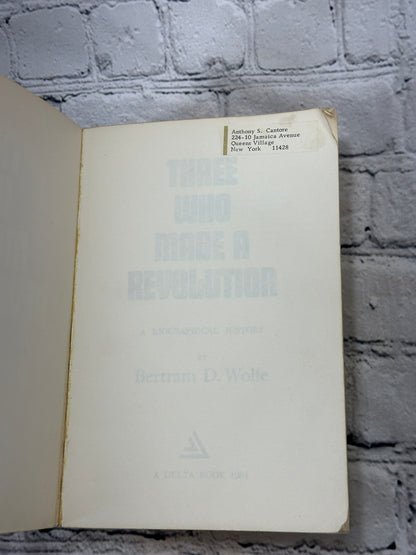 Anthony S. Cantore
224-10 Jamaica Avenue
Queens Village
New York 11428
THREE
WHO
MADE A
REVOLUTION
A BIOGRAPHICAL HISTORY
BY
Bertram D. Wolfe
A DELTA BOOK 1964